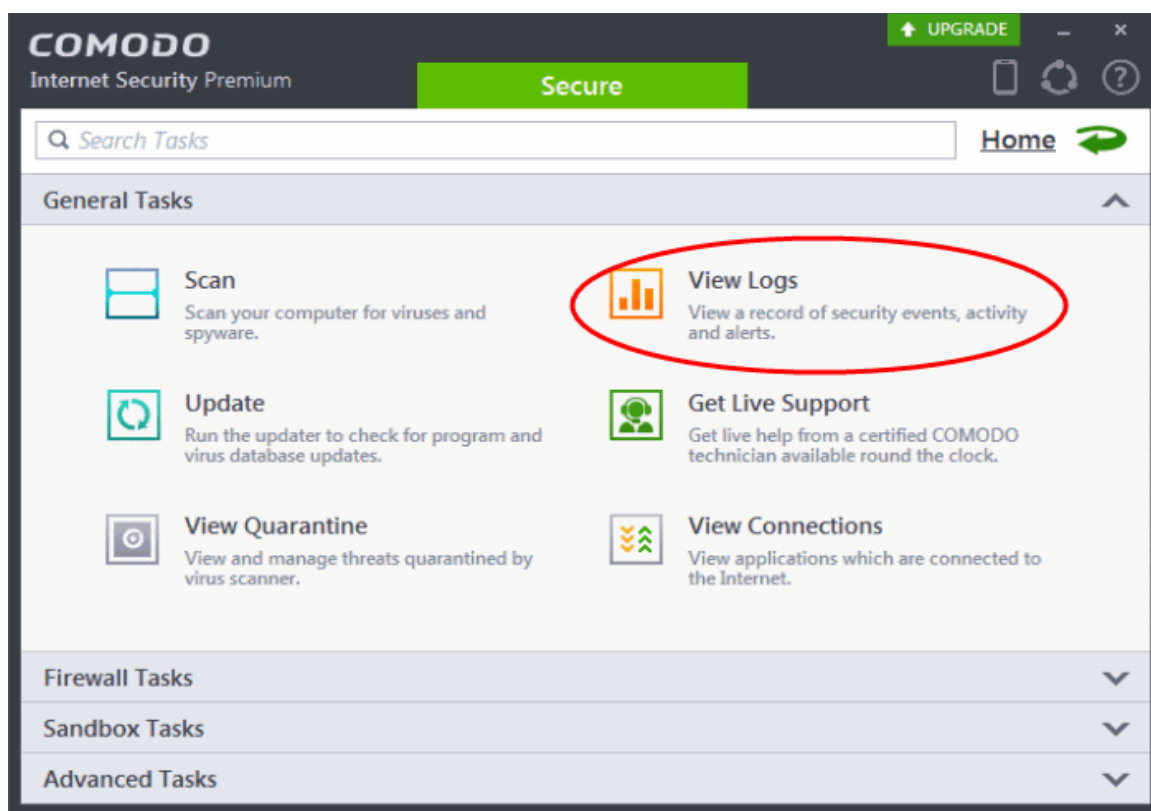 UPGRADE
COMODO
Internet Security Premium
Secure
Search Tasks
Home
General Tasks
Scan
Scan your computer for viruses and
spyware.
View Logs
View a record of security events, activity
and alerts.
Update
Run the updater to check for program and
virus database updates.
Get Live Support
Get live help from a certified COMODO
technician available round the clock.
View Quarantine
View and manage threats quarantined by
virus scanner.
View Connections
View applications which are connected to
the Internet.
Firewall Tasks
Sandbox Tasks
Advanced Tasks